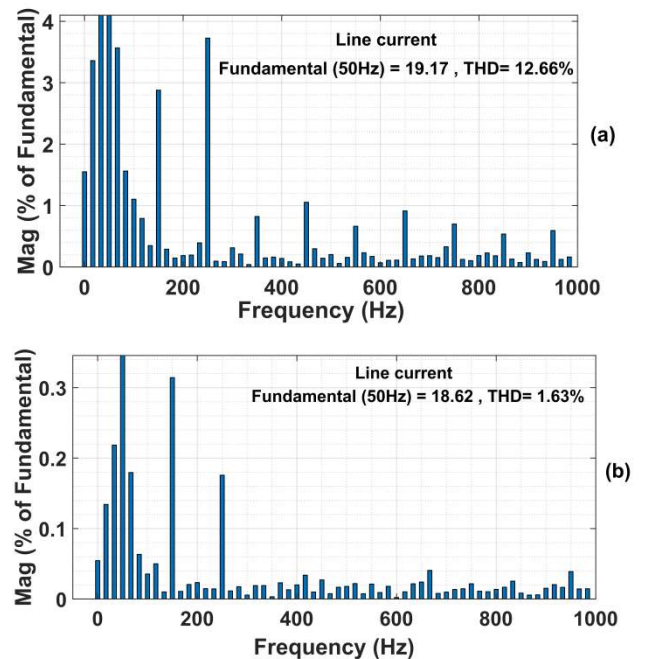 4
3
2
1
0
Mag (% of Fundamental)
Line current
Fundamental (50Hz) = 19.17 , THD= 12.66%
(a)
0 200 400 600 800 1000
Frequency (Hz)
0.3
0.2
0.1
0
Mag (% of Fundamental)
Line current
Fundamental (50Hz) = 18.62 , THD= 1.63%
(b)
0 200 400 600 800 1000
Frequency (Hz)